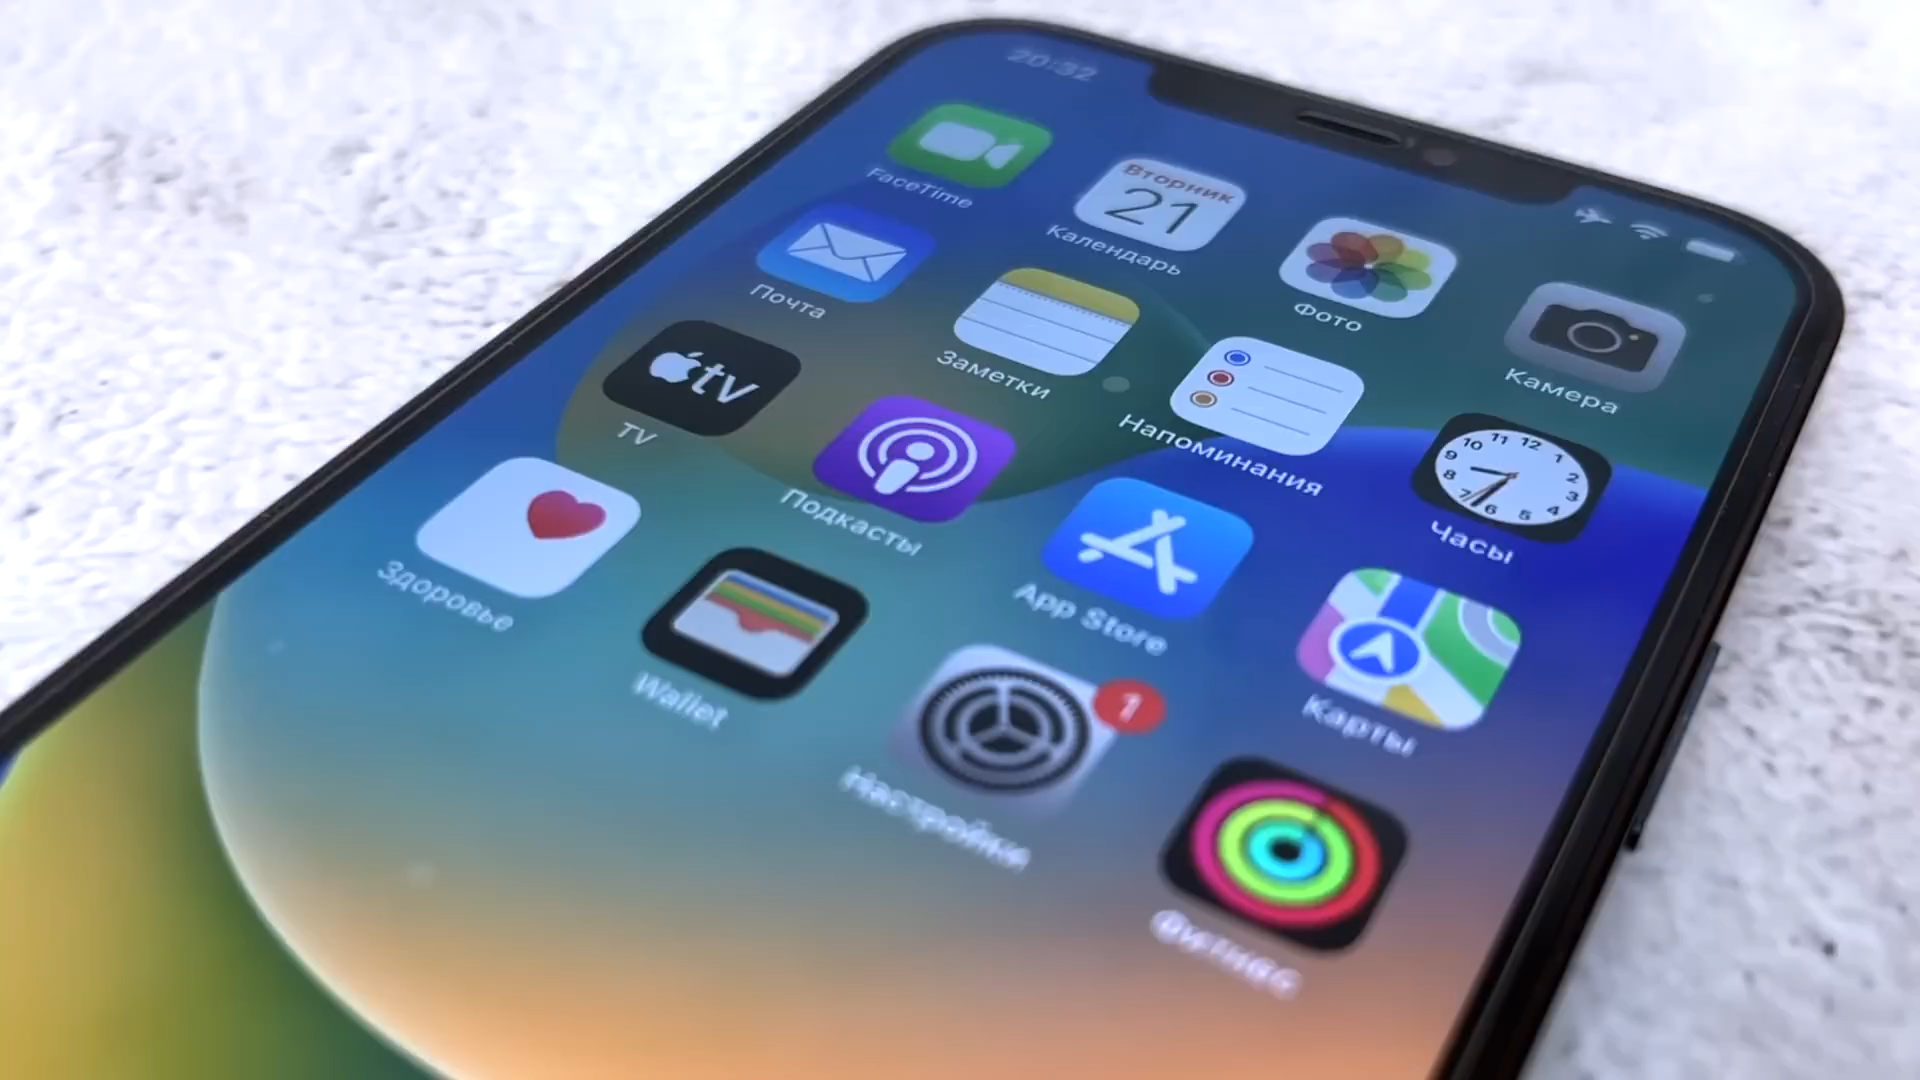 20:32
FaceTime
Вторник
21
Календарь
Фото
Камера
Почта
Заметки
Напоминания
11 12 1
10 2
9 3
8 4
7 6 5
Часы
tv
TV
Подкасты
App Store
Карты
Здоровье
Wallet
1
Настройки
Фитнес